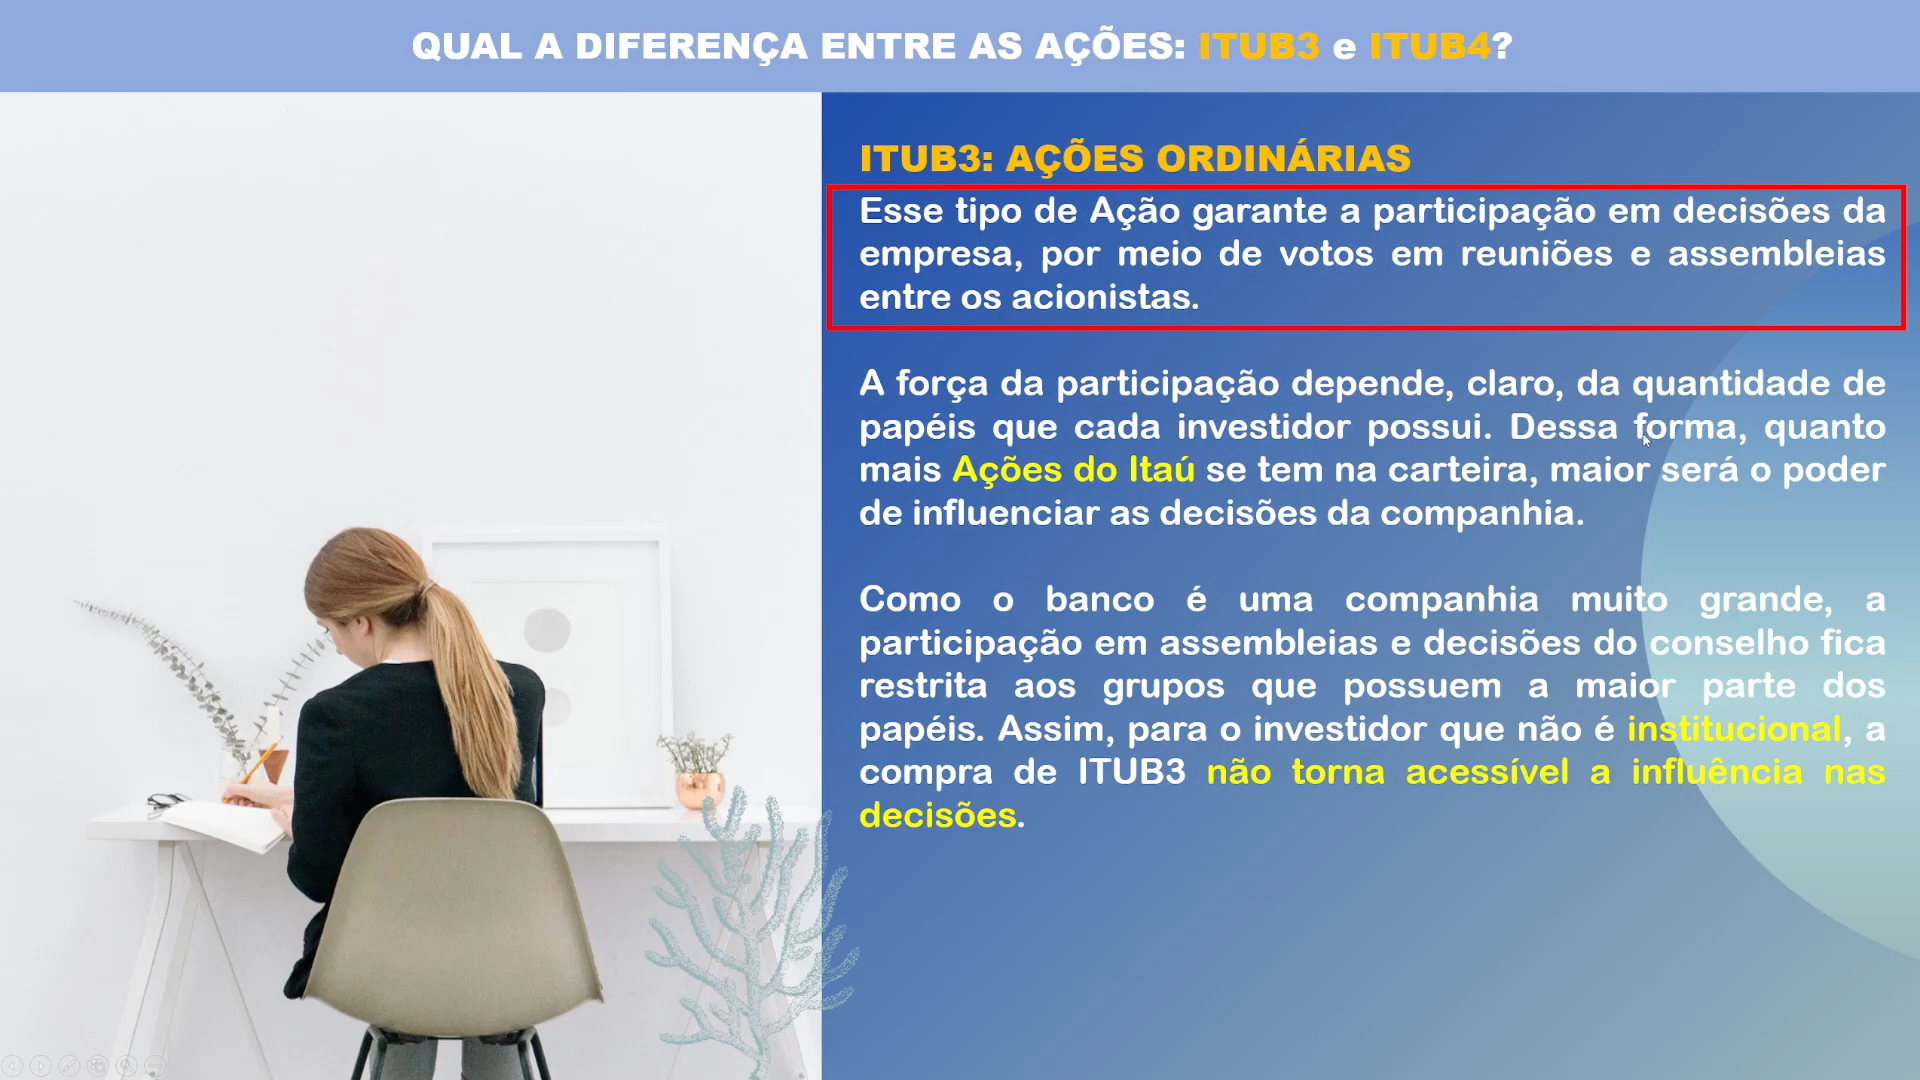 QUAL A DIFERENÇA ENTRE AS AÇÕES: ITUB3 e ITUB4?
ITUB3: AÇÕES ORDINÁRIAS
Esse tipo de Ação garante a participação em decisões da
empresa, por meio de votos em reuniões e assembleias
entre os acionistas.
A força da participação depende, claro, da quantidade de
papéis que cada investidor possui. Dessa forma, quanto
mais Ações do Itaú se tem na carteira, maior será o poder
de influenciar as decisões da companhia.
Como o banco é uma companhia muito grande, a
participação em assembleias e decisões do conselho fica
restrita aos grupos que possuem a maior parte dos
papéis. Assim, para o investidor que não é institucional, a
compra de ITUB3 não torna acessível a influência nas
decisões.